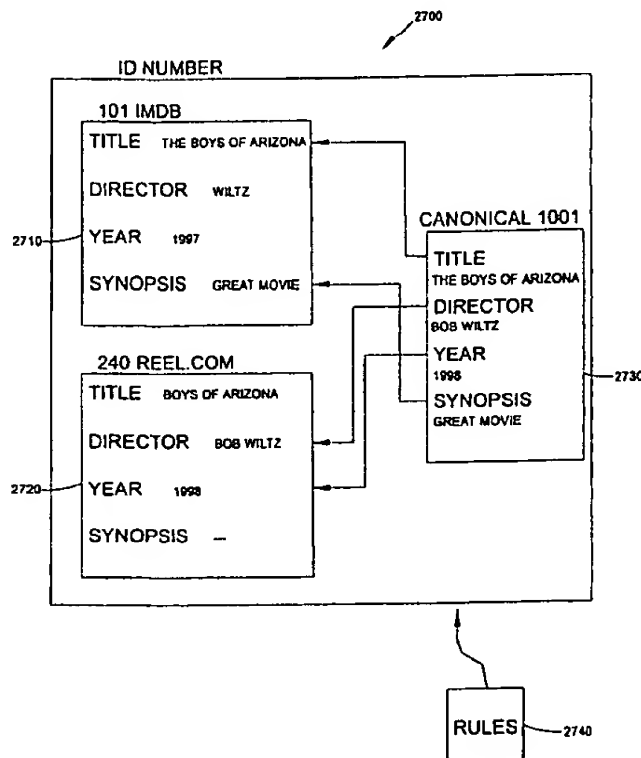 2700
ID NUMBER
101 IMDB
TITLE THE BOYS OF ARIZONA
DIRECTOR WILTZ
2710
YEAR 1997
SYNOPSIS GREAT MOVIE
240 REEL.COM
TITLE BOYS OF ARIZONA
DIRECTOR BOB WILTZ
2720
YEAR 1998
SYNOPSIS —
CANONICAL 1001
TITLE
THE BOYS OF ARIZONA
DIRECTOR
BOB WILTZ
YEAR
1998
2730
SYNOPSIS
GREAT MOVIE
RULES
2740